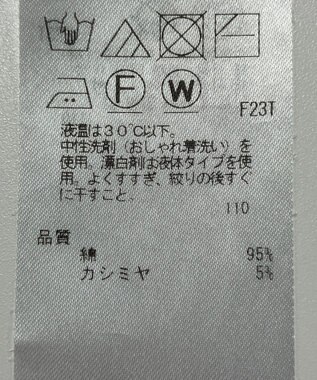 F W
F23T
液温は30℃以下。
中性洗剤（おしゃれ着洗い）を
使用。漂白剤は液体タイプを使
用。よくすすぎ、絞りの後すぐ
に干すこと、
110
品質
綿 95%
カシミヤ 5%